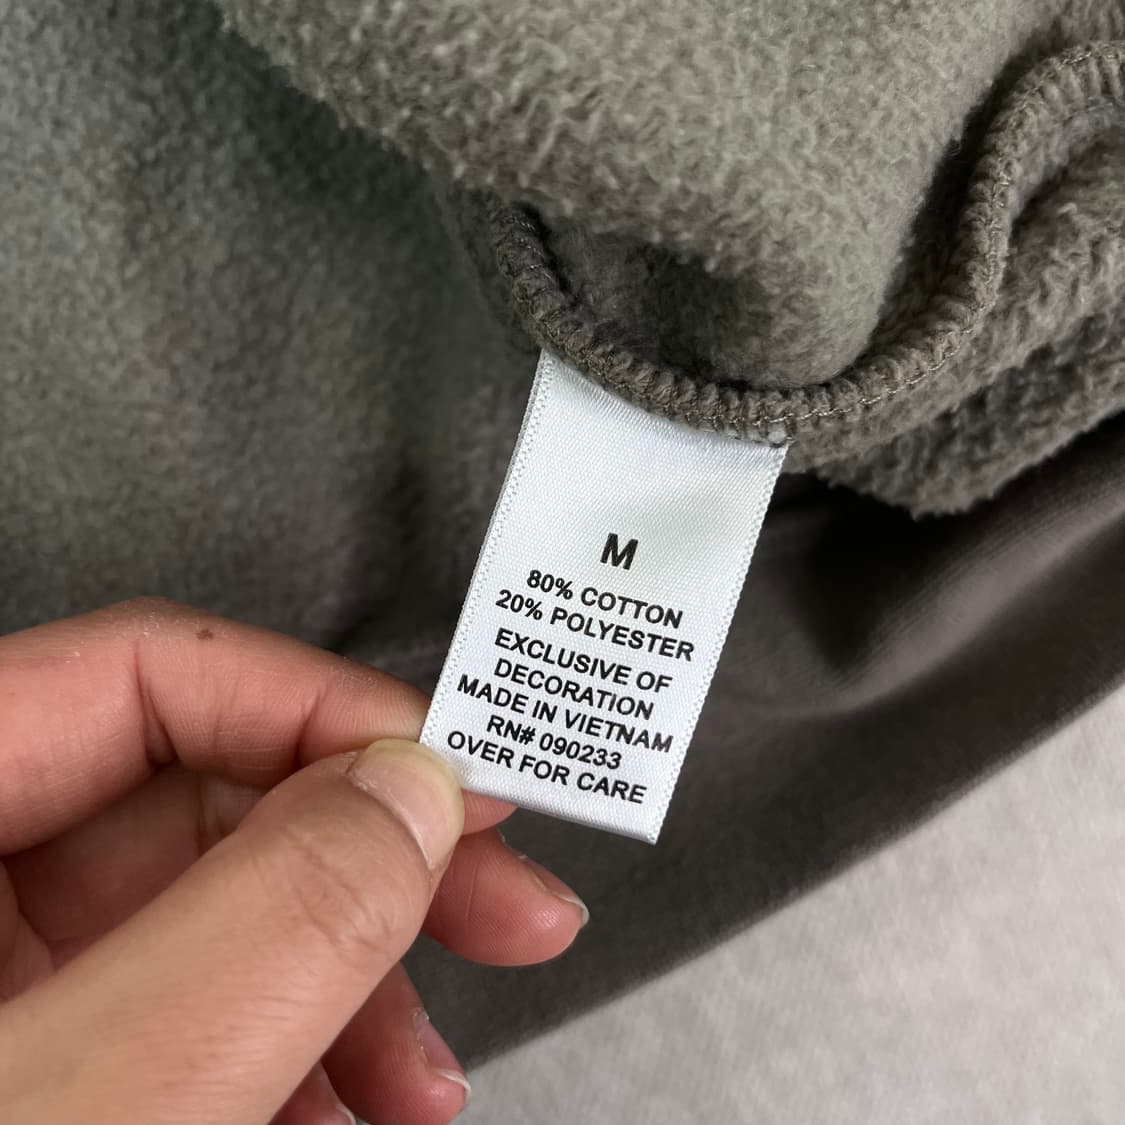 M
80% COTTON
20% POLYESTER
EXCLUSIVE OF
DECORATION
MADE IN VIETNAM
RN# 090233
OVER FOR CARE